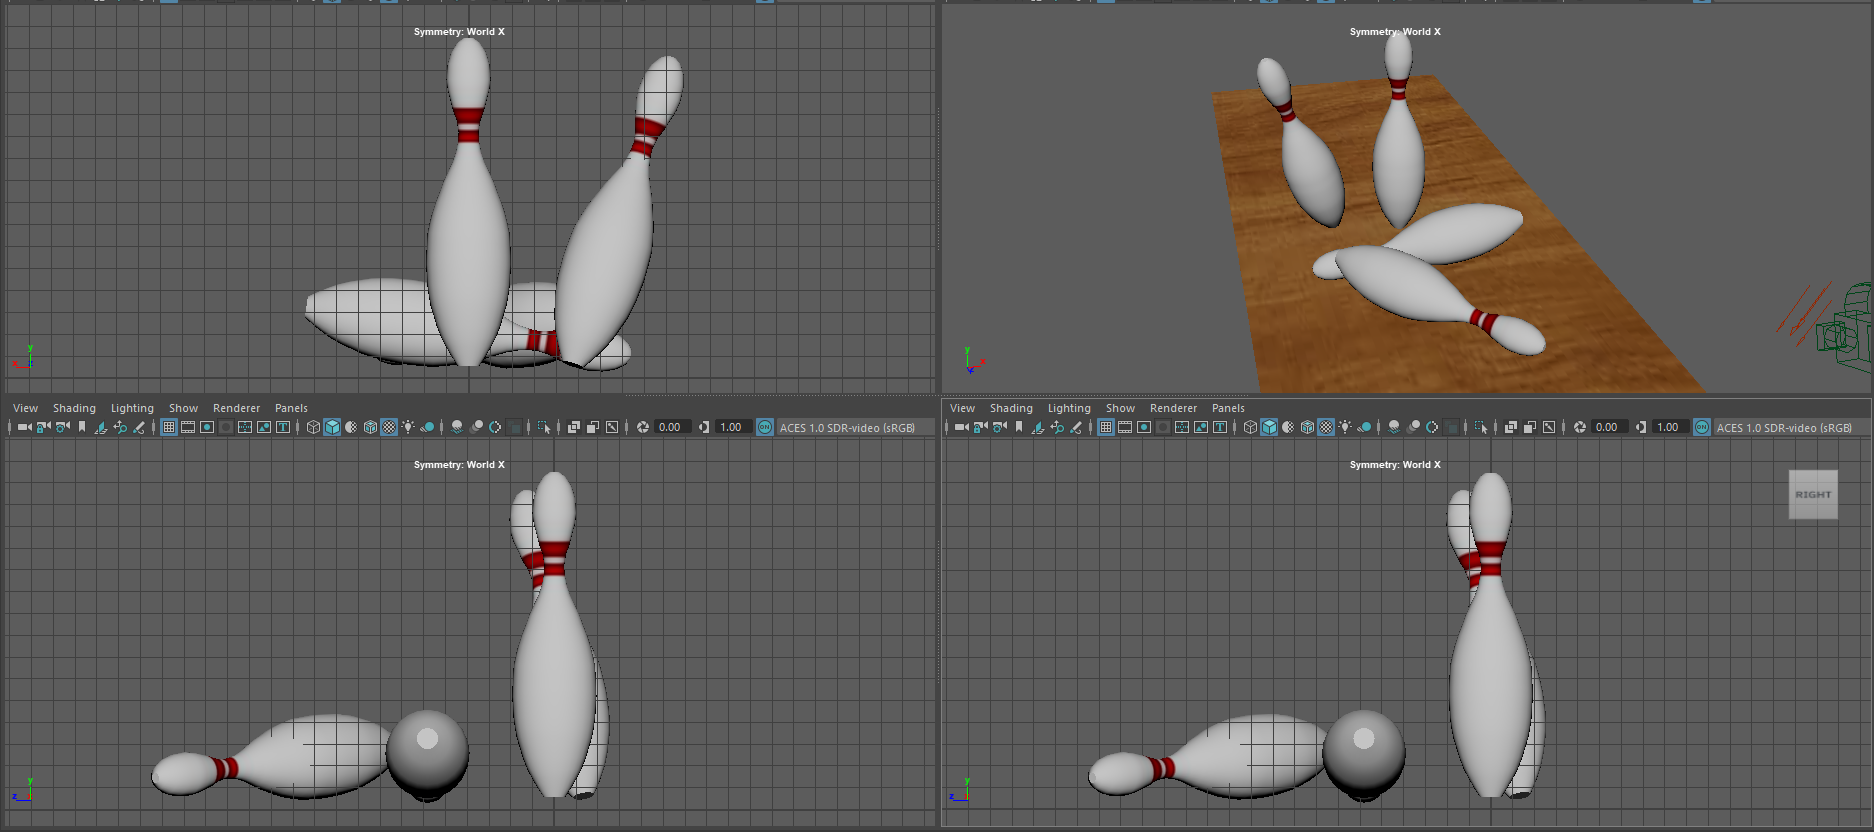 Symmetry: World X
y
x
Symmetry: World X
y
x
View Shading Lighting Show Renderer Panels
0.00 1.00 ON ACES 1.0 SDR-video (sRGB)
Symmetry: World X
y
z
View Shading Lighting Show Renderer Panels
0.00 1.00 ON ACES 1.0 SDR-video (sRGB)
Symmetry: World X
RIGHT
y
z